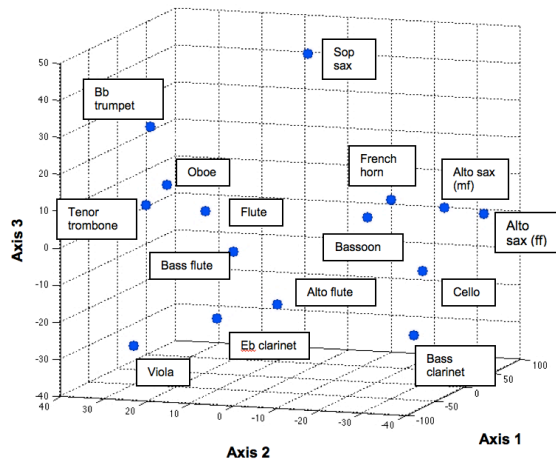 50
40
30
20
10
0
-10
-20
-30
-40
Axis 3
Sop
sax
Bb
trumpet
Oboe
French
horn
Alto sax
(mf)
Tenor
trombone
Flute
Alto
sax (ff)
Bassoon
Bass flute
Alto flute
Cello
Eb clarinet
Viola
Bass
clarinet
40
30
20
10
0
-10
-20
-30
-40
-100
-50
0
50
100
Axis 2
Axis 1